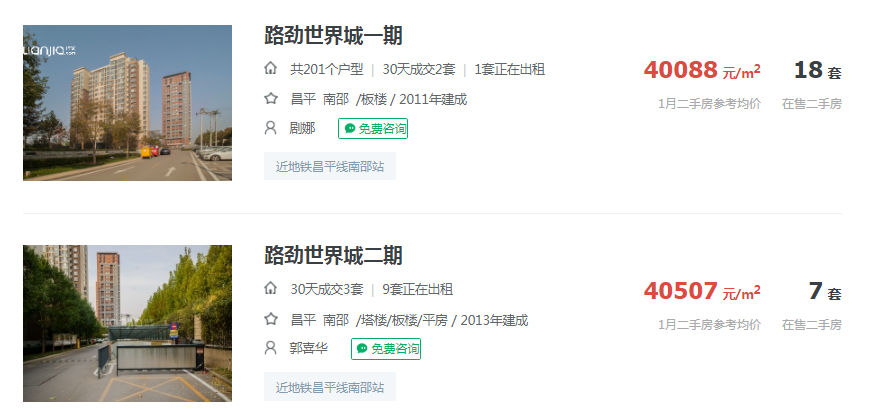 Lianjia 链家
.com
路劲世界城一期
共201个户型 | 30天成交2套 | 1套正在出租
昌平 南邵 /板楼 / 2011年建成
剧娜 免费咨询
近地铁昌平线南邵站
40088 元/m²
1月二手房参考均价
18 套
在售二手房
路劲世界城二期
30天成交3套 | 9套正在出租
昌平 南邵 /塔楼/板楼/平房 / 2013年建成
郭喜华 免费咨询
近地铁昌平线南邵站
40507 元/m²
1月二手房参考均价
7 套
在售二手房